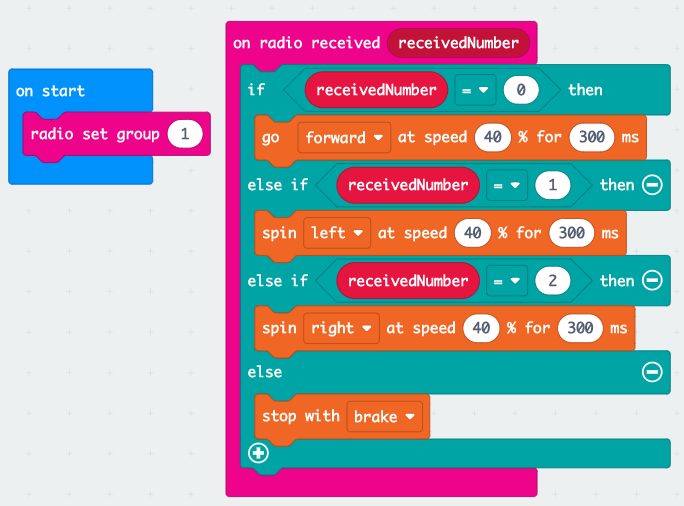 on start
radio set group 1
on radio received receivedNumber
if receivedNumber = 0 then
go forward at speed 40 % for 300 ms
else if receivedNumber = 1 then
spin left at speed 40 % for 300 ms
else if receivedNumber = 2 then
spin right at speed 40 % for 300 ms
else
stop with brake